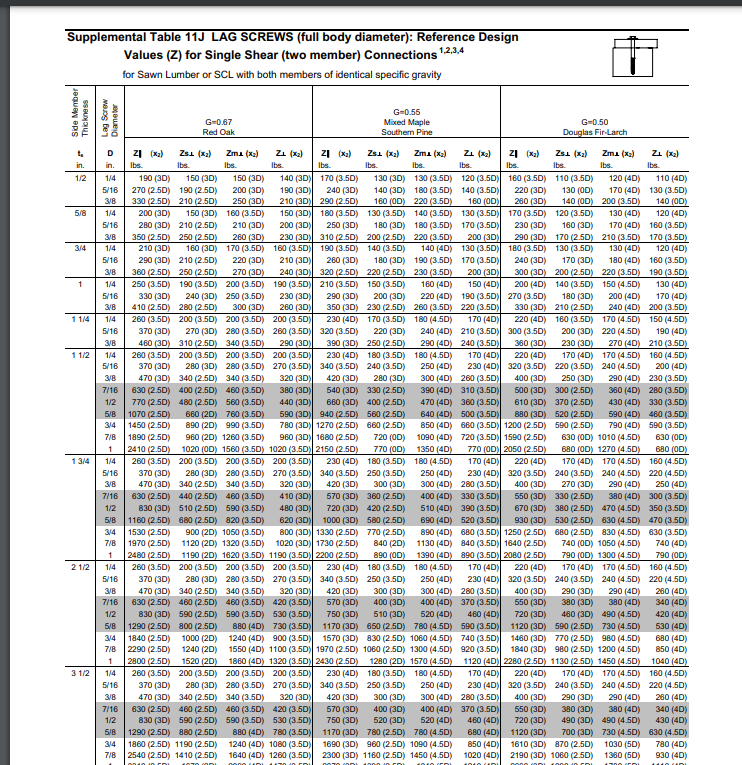 Supplemental Table 11J LAG SCREWS (full body diameter): Reference Design
Values (Z) for Single Shear (two member) Connections 1,2,3,4
for Sawn Lumber or SCL with both members of identical specific gravity
Side Member Thickness
Lag Screw Diameter
G=0.67
Red Oak
G=0.55
Mixed Maple
Southern Pine
G=0.50
Douglas Fir-Larch
ts D Z|| (x2) Zs⊥ (x2) Zm⊥ (x2) Z⊥ (x2) Z|| (x2) Zs⊥ (x2) Zm⊥ (x2) Z⊥ (x2) Z|| (x2) Zs⊥ (x2) Zm⊥ (x2) Z⊥ (x2)
in. in. lbs. lbs. lbs. lbs. lbs. lbs. lbs. lbs. lbs. lbs. lbs. lbs.
1/2 1/4 190 (3D) 150 (3D) 150 (3D) 140 (3D) 170 (3.5D) 130 (3D) 130 (3.5D) 120 (3.5D) 160 (3.5D) 110 (3D) 120 (4D) 110 (4D)
5/16 270 (2.5D) 190 (2.5D) 200 (3D) 190 (3D) 240 (3D) 140 (3D) 180 (3.5D) 140 (3.5D) 220 (3D) 130 (0D) 170 (4D) 130 (3.5D)
3/8 330 (2.5D) 210 (2.5D) 250 (3D) 210 (3D) 290 (2.5D) 160 (0D) 220 (3.5D) 160 (0D) 260 (3D) 140 (0D) 200 (3.5D) 140 (0D)
5/8 1/4 200 (3D) 150 (3D) 160 (3.5D) 150 (3D) 180 (3.5D) 130 (3.5D) 140 (3.5D) 130 (3.5D) 170 (3.5D) 120 (3.5D) 130 (4D) 120 (4D)
5/16 280 (3D) 210 (2.5D) 210 (3D) 200 (3D) 250 (3D) 180 (3D) 180 (3.5D) 170 (3.5D) 230 (3D) 160 (3D) 170 (4D) 160 (3.5D)
3/8 350 (2.5D) 250 (2.5D) 260 (3D) 230 (3D) 310 (2.5D) 200 (2.5D) 220 (3.5D) 200 (3D) 290 (3D) 170 (2.5D) 210 (3.5D) 170 (3.5D)
3/4 1/4 210 (3D) 160 (3D) 170 (3.5D) 160 (3.5D) 190 (3.5D) 140 (3.5D) 140 (4D) 130 (3.5D) 180 (3.5D) 130 (3.5D) 130 (4D) 120 (4D)
5/16 290 (3D) 210 (2.5D) 220 (3D) 210 (3D) 260 (3D) 180 (3D) 190 (3.5D) 170 (3.5D) 240 (3D) 170 (3D) 180 (4D) 160 (3.5D)
3/8 360 (2.5D) 250 (2.5D) 270 (3D) 240 (3D) 320 (2.5D) 220 (2.5D) 230 (3.5D) 200 (3D) 300 (3D) 200 (2.5D) 220 (3.5D) 190 (3.5D)
1 1/4 250 (3.5D) 190 (3.5D) 200 (3.5D) 190 (3.5D) 210 (3.5D) 150 (3.5D) 160 (4D) 150 (4D) 200 (4D) 140 (3.5D) 150 (4.5D) 130 (4D)
5/16 330 (3D) 240 (3D) 250 (3.5D) 230 (3D) 290 (3D) 200 (3D) 220 (4D) 190 (3.5D) 270 (3.5D) 180 (3D) 200 (4D) 170 (4D)
3/8 410 (2.5D) 280 (2.5D) 300 (3D) 260 (3D) 350 (3D) 230 (2.5D) 260 (3.5D) 220 (3.5D) 330 (3D) 210 (2.5D) 240 (4D) 200 (3.5D)
1 1/4 1/4 260 (3.5D) 200 (3.5D) 200 (3.5D) 200 (3.5D) 230 (4D) 170 (3.5D) 180 (4.5D) 170 (4D) 220 (4D) 160 (3.5D) 170 (4.5D) 150 (4.5D)
5/16 370 (3D) 270 (3D) 280 (3.5D) 260 (3.5D) 320 (3.5D) 220 (3D) 240 (4D) 210 (3.5D) 300 (3.5D) 200 (3D) 220 (4.5D) 190 (4D)
3/8 460 (3D) 310 (2.5D) 340 (3.5D) 290 (3D) 390 (3D) 250 (2.5D) 290 (4D) 240 (3.5D) 360 (3D) 230 (3D) 270 (4D) 210 (3.5D)
1 1/2 1/4 260 (3.5D) 200 (3.5D) 200 (3.5D) 200 (3.5D) 230 (4D) 180 (3.5D) 180 (4.5D) 170 (4D) 220 (4D) 170 (4D) 170 (4.5D) 160 (4.5D)
5/16 370 (3D) 280 (3D) 280 (3.5D) 270 (3.5D) 340 (3.5D) 240 (3.5D) 250 (4D) 230 (4D) 320 (3.5D) 220 (3.5D) 240 (4.5D) 200 (4D)
3/8 470 (3D) 340 (2.5D) 340 (3.5D) 320 (3D) 420 (3D) 280 (3D) 300 (4D) 260 (3.5D) 400 (3D) 250 (3D) 290 (4D) 230 (3.5D)
7/16 630 (2.5D) 400 (2.5D) 460 (3.5D) 380 (3D) 540 (3D) 330 (2.5D) 390 (4D) 310 (3.5D) 500 (3D) 300 (2.5D) 360 (4D) 280 (3.5D)
1/2 770 (2.5D) 480 (2.5D) 560 (3.5D) 440 (3D) 660 (3D) 400 (2.5D) 470 (4D) 360 (3.5D) 610 (3D) 370 (2.5D) 430 (4D) 330 (3.5D)
5/8 1070 (2.5D) 660 (2D) 760 (3.5D) 590 (3D) 940 (2.5D) 560 (2.5D) 640 (4D) 500 (3.5D) 880 (3D) 520 (2.5D) 590 (4D) 460 (3.5D)
3/4 1450 (2.5D) 890 (2D) 990 (3.5D) 780 (3D) 1270 (2.5D) 660 (2.5D) 850 (4D) 660 (3.5D) 1200 (2.5D) 590 (2.5D) 790 (4D) 590 (3.5D)
7/8 1890 (2.5D) 960 (2D) 1260 (3.5D) 960 (3D) 1680 (2.5D) 720 (0D) 1090 (4D) 720 (3.5D) 1590 (2.5D) 630 (0D) 1010 (4.5D) 630 (0D)
1 2410 (2.5D) 1020 (0D) 1560 (3.5D) 1020 (3.5D) 2150 (2.5D) 770 (0D) 1350 (4D) 770 (0D) 2050 (2.5D) 680 (0D) 1270 (4.5D) 680 (0D)
1 3/4 1/4 260 (3.5D) 200 (3.5D) 200 (3.5D) 200 (3.5D) 230 (4D) 180 (3.5D) 180 (4.5D) 170 (4D) 220 (4D) 170 (4D) 170 (4.5D) 160 (4.5D)
5/16 370 (3D) 280 (3D) 280 (3.5D) 270 (3.5D) 340 (3.5D) 250 (3.5D) 250 (4D) 230 (4D) 320 (3.5D) 240 (3.5D) 240 (4.5D) 220 (4.5D)
3/8 470 (3D) 340 (2.5D) 340 (3.5D) 320 (3D) 420 (3D) 300 (3D) 300 (4D) 280 (3.5D) 400 (3D) 270 (3D) 290 (4D) 250 (4D)
7/16 630 (2.5D) 440 (2.5D) 460 (3.5D) 410 (3D) 570 (3D) 360 (2.5D) 400 (4D) 330 (3.5D) 550 (3D) 330 (2.5D) 380 (4D) 300 (3.5D)
1/2 830 (3D) 510 (2.5D) 590 (3.5D) 480 (3D) 720 (3D) 420 (2.5D) 510 (4D) 390 (3.5D) 670 (3D) 380 (2.5D) 470 (4.5D) 350 (3.5D)
5/8 1160 (2.5D) 680 (2.5D) 820 (3.5D) 620 (3D) 1000 (3D) 580 (2.5D) 690 (4D) 520 (3.5D) 930 (3D) 530 (2.5D) 630 (4.5D) 470 (3.5D)
3/4 1530 (2.5D) 900 (2D) 1050 (3.5D) 800 (3D) 1330 (2.5D) 770 (2.5D) 890 (4D) 680 (3.5D) 1250 (2.5D) 680 (2.5D) 830 (4.5D) 630 (3.5D)
7/8 1970 (2.5D) 1120 (2D) 1320 (3.5D) 1020 (3D) 1730 (2.5D) 840 (2D) 1130 (4D) 840 (3.5D) 1640 (2.5D) 740 (0D) 1050 (4.5D) 740 (4D)
1 2480 (2.5D) 1190 (2D) 1620 (3.5D) 1190 (3.5D) 2200 (2.5D) 890 (0D) 1390 (4D) 890 (3.5D) 2080 (2.5D) 790 (0D) 1300 (4.5D) 790 (0D)
2 1/2 1/4 260 (3.5D) 200 (3.5D) 200 (3.5D) 200 (3.5D) 230 (4D) 180 (3.5D) 180 (4.5D) 170 (4D) 220 (4D) 170 (4D) 170 (4.5D) 160 (4.5D)
5/16 370 (3D) 280 (3D) 280 (3.5D) 270 (3.5D) 340 (3.5D) 250 (3.5D) 250 (4D) 230 (4D) 320 (3.5D) 240 (3.5D) 240 (4.5D) 220 (4.5D)
3/8 470 (3D) 340 (2.5D) 340 (3.5D) 320 (3D) 420 (3D) 300 (3D) 300 (4D) 280 (3.5D) 400 (3D) 290 (3D) 290 (4D) 260 (4D)
7/16 630 (2.5D) 460 (2.5D) 460 (3.5D) 420 (3.5D) 570 (3D) 400 (3D) 400 (4D) 370 (3.5D) 550 (3D) 380 (3D) 380 (4D) 340 (4D)
1/2 830 (3D) 590 (2.5D) 590 (3.5D) 530 (3.5D) 750 (3D) 510 (3D) 520 (4D) 460 (4D) 720 (3D) 460 (3D) 490 (4.5D) 420 (4D)
5/8 1290 (2.5D) 800 (2.5D) 880 (4D) 730 (3.5D) 1170 (3D) 650 (2.5D) 780 (4.5D) 590 (3.5D) 1120 (3D) 590 (2.5D) 730 (4.5D) 530 (4D)
3/4 1840 (2.5D) 1000 (2D) 1240 (4D) 900 (3.5D) 1570 (3D) 830 (2.5D) 1060 (4.5D) 740 (3.5D) 1460 (3D) 770 (2.5D) 980 (4.5D) 680 (4D)
7/8 2290 (2.5D) 1240 (2D) 1550 (4D) 1100 (3.5D) 1970 (2.5D) 1060 (2.5D) 1300 (4.5D) 920 (3.5D) 1840 (3D) 980 (2.5D) 1200 (4.5D) 850 (4D)
1 2800 (2.5D) 1520 (2D) 1860 (4D) 1320 (3.5D) 2430 (2.5D) 1280 (2D) 1570 (4.5D) 1120 (4D) 2280 (2.5D) 1130 (2.5D) 1450 (4.5D) 1040 (4D)
3 1/2 1/4 260 (3.5D) 200 (3.5D) 200 (3.5D) 200 (3.5D) 230 (4D) 180 (3.5D) 180 (4.5D) 170 (4D) 220 (4D) 170 (4D) 170 (4.5D) 160 (4.5D)
5/16 370 (3D) 280 (3D) 280 (3.5D) 270 (3.5D) 340 (3.5D) 250 (3.5D) 250 (4D) 230 (4D) 320 (3.5D) 240 (3.5D) 240 (4.5D) 220 (4.5D)
3/8 470 (3D) 340 (2.5D) 340 (3.5D) 320 (3D) 420 (3D) 300 (3D) 300 (4D) 280 (3.5D) 400 (3D) 290 (3D) 290 (4D) 260 (4D)
7/16 630 (2.5D) 460 (2.5D) 460 (3.5D) 420 (3.5D) 570 (3D) 400 (3D) 400 (4D) 370 (3.5D) 550 (3D) 380 (3D) 380 (4D) 340 (4D)
1/2 830 (3D) 590 (2.5D) 590 (3.5D) 530 (3.5D) 750 (3D) 520 (3D) 520 (4D) 460 (4D) 720 (3D) 490 (3D) 490 (4.5D) 430 (4D)
5/8 1290 (2.5D) 880 (2.5D) 880 (4D) 780 (3.5D) 1170 (3D) 780 (2.5D) 780 (4.5D) 680 (4D) 1120 (3D) 700 (3D) 730 (4.5D) 630 (4.5D)
3/4 1860 (2.5D) 1190 (2.5D) 1240 (4D) 1080 (3.5D) 1690 (3D) 960 (2.5D) 1090 (4.5D) 850 (4D) 1610 (3D) 870 (2.5D) 1030 (5D) 780 (4D)
7/8 2540 (2.5D) 1410 (2.5D) 1640 (4D) 1260 (3.5D) 2300 (3D) 1160 (2.5D) 1450 (4.5D) 1020 (4D) 2190 (3D) 1060 (2.5D) 1360 (5D) 930 (4D)